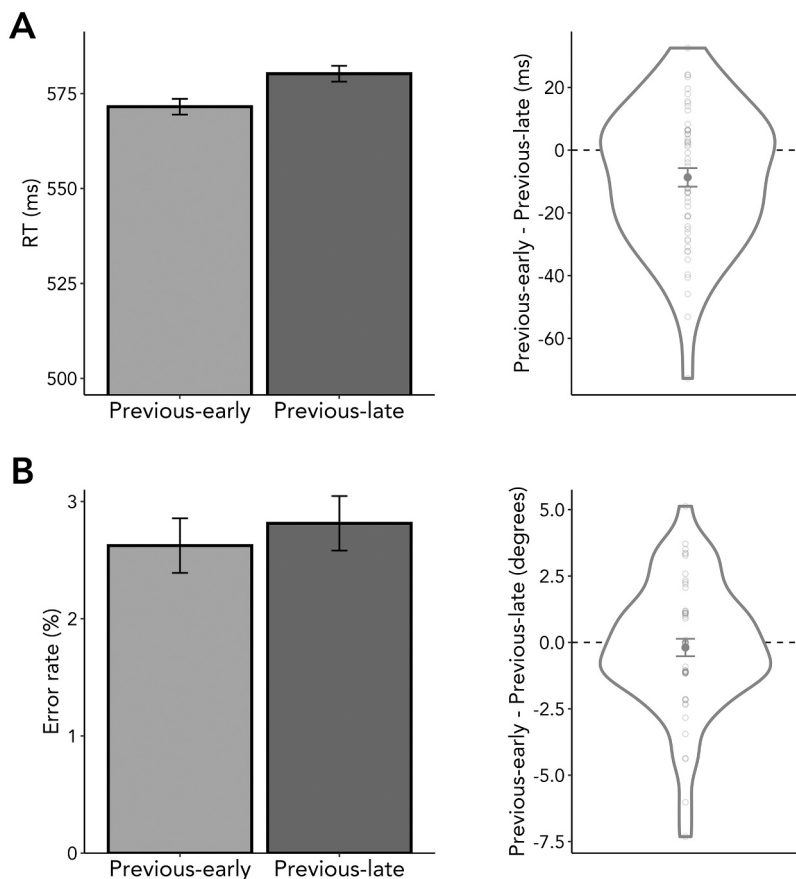 A
RT (ms)
575
550
525
500
Previous-early Previous-late
Previous-early - Previous-late (ms)
20
0
-20
-40
-60
B
Error rate (%)
3
2
1
0
Previous-early Previous-late
Previous-early - Previous-late (degrees)
5.0
2.5
0.0
-2.5
-5.0
-7.5